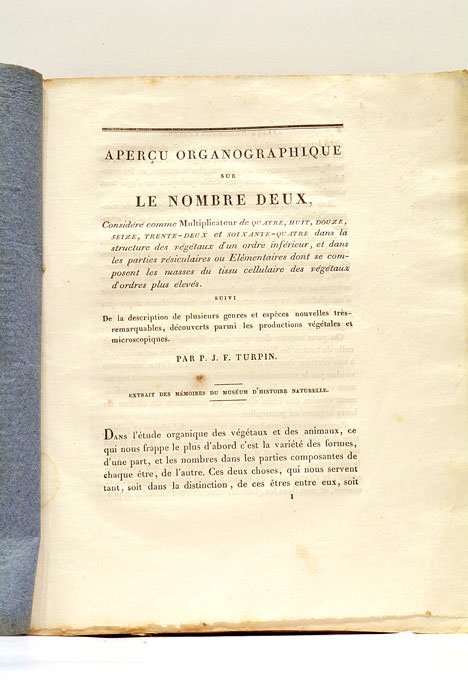 APERÇU ORGANOGRAPHIQUE
SUR
LE NOMBRE DEUX,
Considéré comme Multiplicateur de QUATRE, HUIT, DOUZE,
SEIZE, TRENTE-DEUX et SOIXANTE-QUATRE dans la
structure des végétaux d'un ordre inférieur, et dans
les parties vésiculaires ou Elémentaires dont se com-
posent les masses du tissu cellulaire des végétaux
d'ordres plus élevés.
SUIVI
De la description de plusieurs genres et espèces nouvelles très-
remarquables, découverts parmi les productions végétales et
microscopiques.
PAR P. J. F. TURPIN.
EXTRAIT DES MÉMOIRES DU MUSÉUM D'HISTOIRE NATURELLE.
DANS l'étude organique des végétaux et des animaux, ce
qui nous frappe le plus d'abord c'est la variété des formes,
d'une part, et les nombres dans les parties composantes de
chaque être, de l'autre. Ces deux choses, qui nous servent
tant, soit dans la distinction, de ces êtres entre eux, soit
1